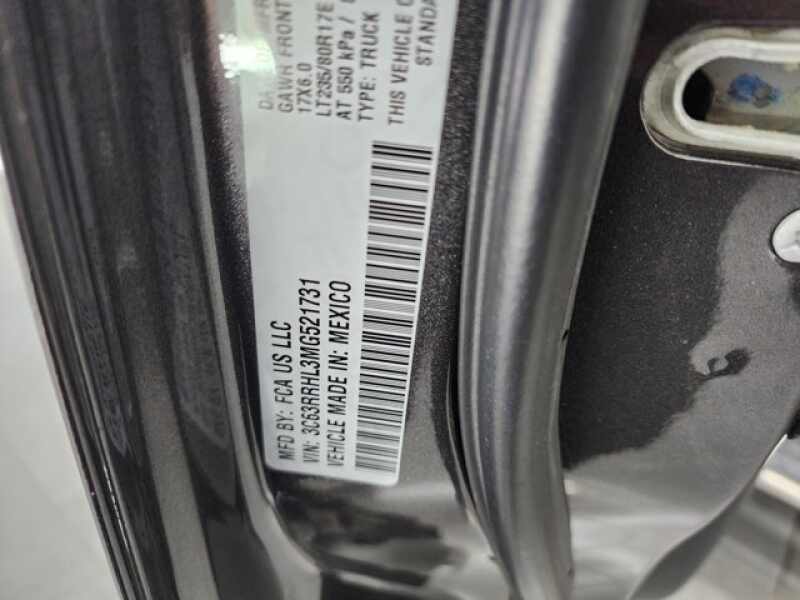 MFD BY: FCA US LLC
GAWR FRONT
17X6.0
LT235/80R17E
AT 550 kPa /
TYPE: TRUCK
VIN: 3C63RRHL3MG521731
THIS VEHICLE
VEHICLE MADE IN: MEXICO
STANDA